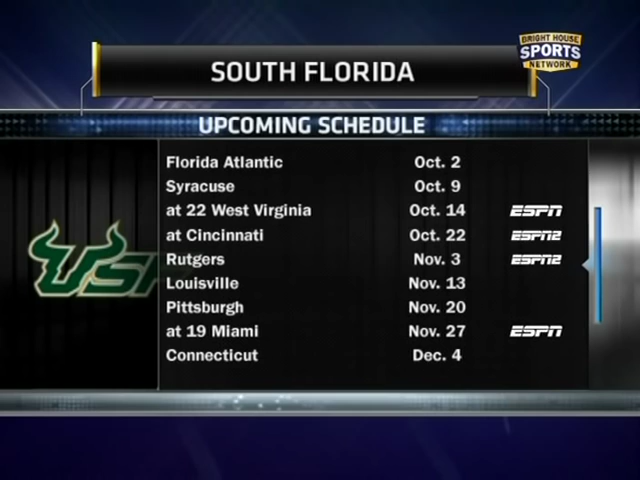 BRIGHT HOUSE
SPORTS
NETWORK
SOUTH FLORIDA
UPCOMING SCHEDULE
Florida Atlantic Oct. 2
Syracuse Oct. 9
at 22 West Virginia Oct. 14 ESPN
at Cincinnati Oct. 22 ESPN2
Rutgers Nov. 3 ESPN2
Louisville Nov. 13
Pittsburgh Nov. 20
at 19 Miami Nov. 27 ESPN
Connecticut Dec. 4
USF